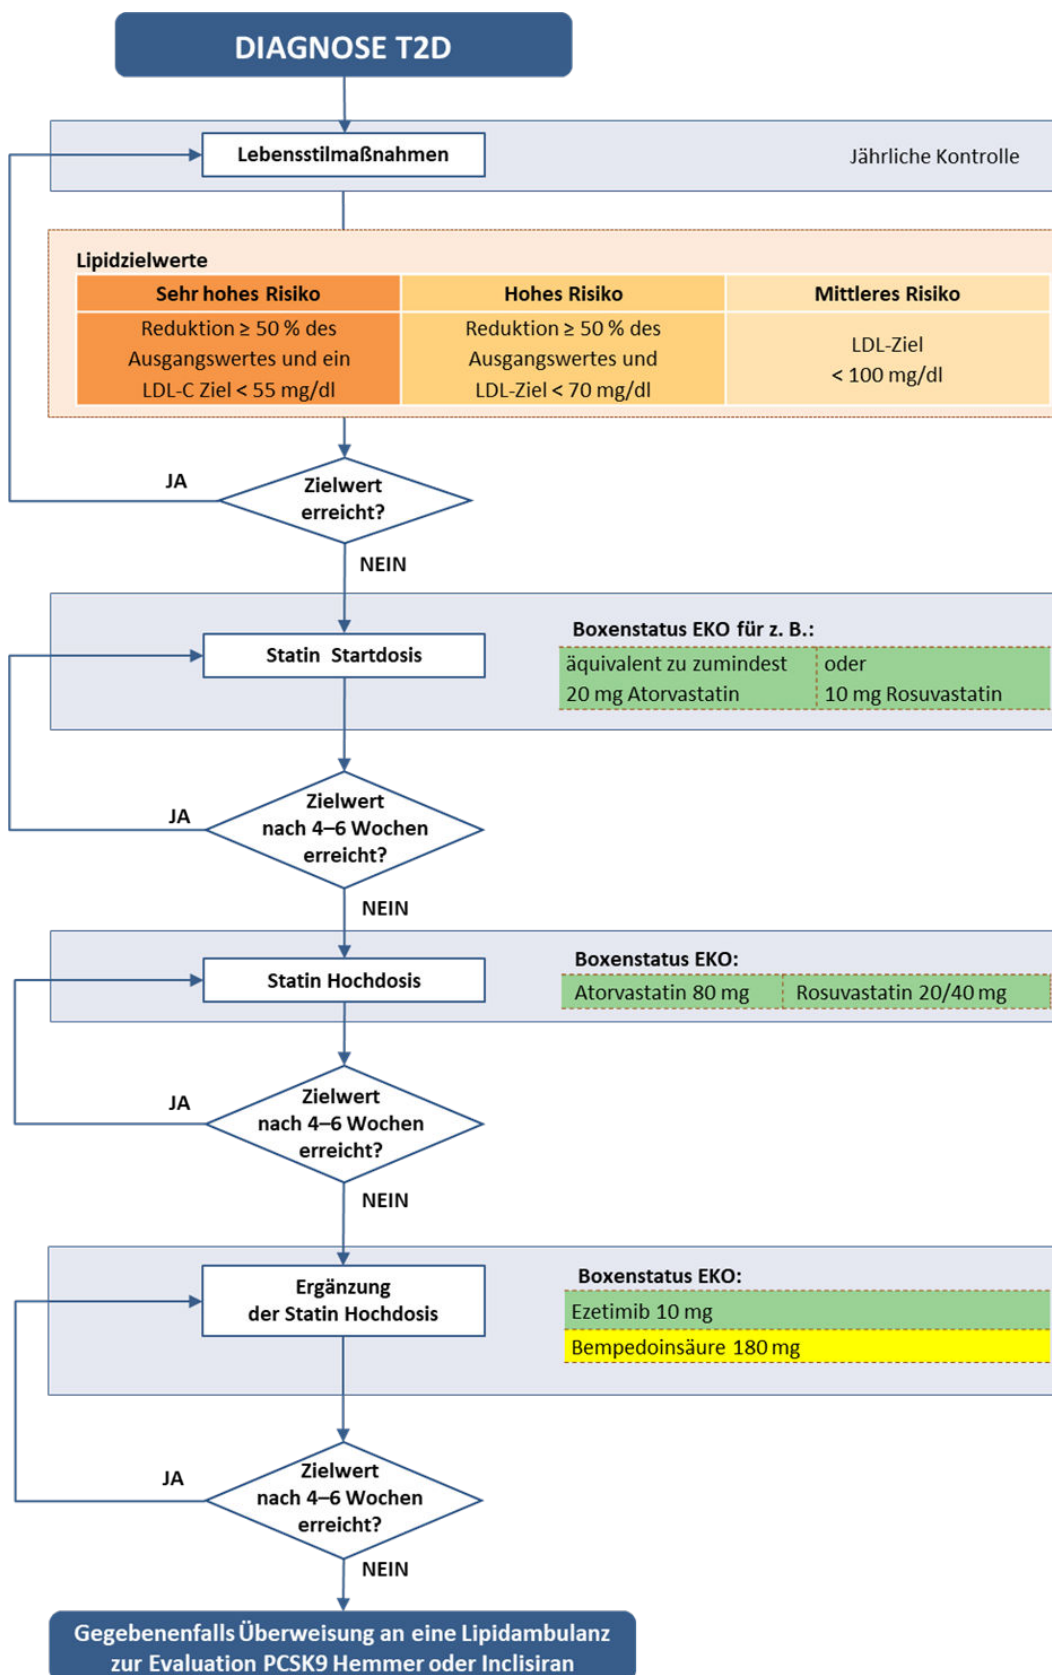 DIAGNOSE T2D
Lebensstilmaßnahmen
Jährliche Kontrolle
Lipidzielwerte
Sehr hohes Risiko
Hohes Risiko
Mittleres Risiko
Reduktion ≥ 50 % des
Ausgangswertes und ein
LDL-C Ziel < 55 mg/dl
Reduktion ≥ 50 % des
Ausgangswertes und
LDL-Ziel < 70 mg/dl
LDL-Ziel
< 100 mg/dl
JA
Zielwert
erreicht?
NEIN
Statin Startdosis
Boxenstatus EKO für z. B.:
äquivalent zu zumindest
20 mg Atorvastatin
oder
10 mg Rosuvastatin
JA
Zielwert
nach 4–6 Wochen
erreicht?
NEIN
Statin Hochdosis
Boxenstatus EKO:
Atorvastatin 80 mg
Rosuvastatin 20/40 mg
JA
Zielwert
nach 4–6 Wochen
erreicht?
NEIN
Ergänzung
der Statin Hochdosis
Boxenstatus EKO:
Ezetimib 10 mg
Bempedoinsäure 180 mg
JA
Zielwert
nach 4–6 Wochen
erreicht?
NEIN
Gegebenenfalls Überweisung an eine Lipidambulanz
zur Evaluation PCSK9 Hemmer oder Inclisiran